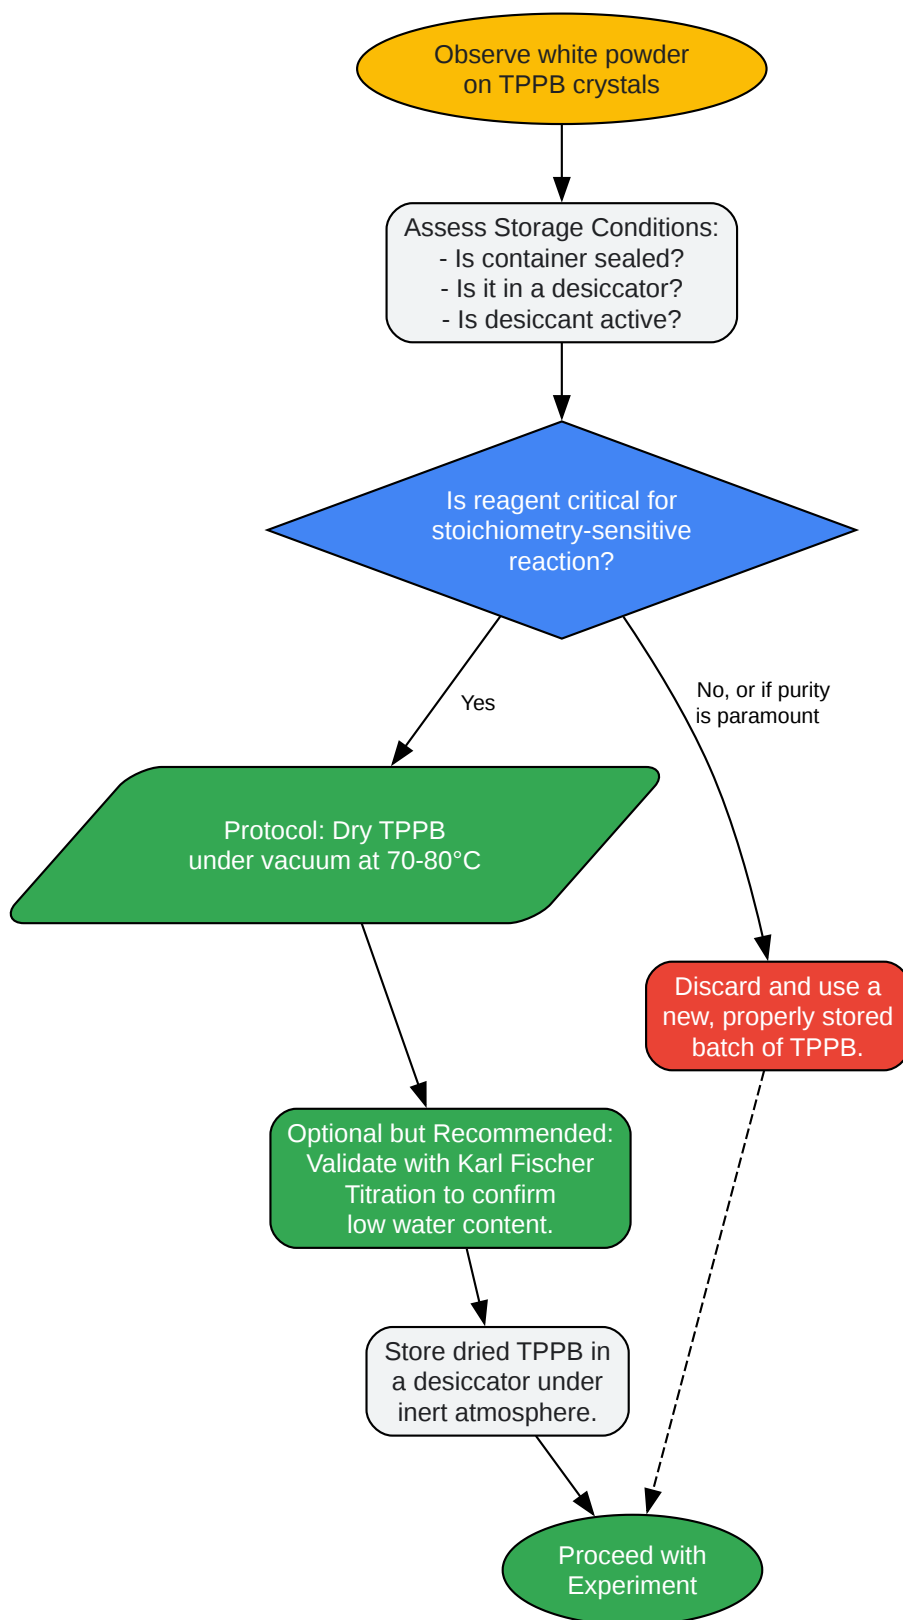 Observe white powder
on TPPB crystals
Assess Storage Conditions:
- Is container sealed?
- Is it in a desiccator?
- Is desiccant active?
Is reagent critical for
stoichiometry-sensitive
reaction?
Yes
No, or if purity
is paramount
Protocol: Dry TPPB
under vacuum at 70-80°C
Discard and use a
new, properly stored
batch of TPPB.
Optional but Recommended:
Validate with Karl Fischer
Titration to confirm
low water content.
Store dried TPPB in
a desiccator under
inert atmosphere.
Proceed with
Experiment